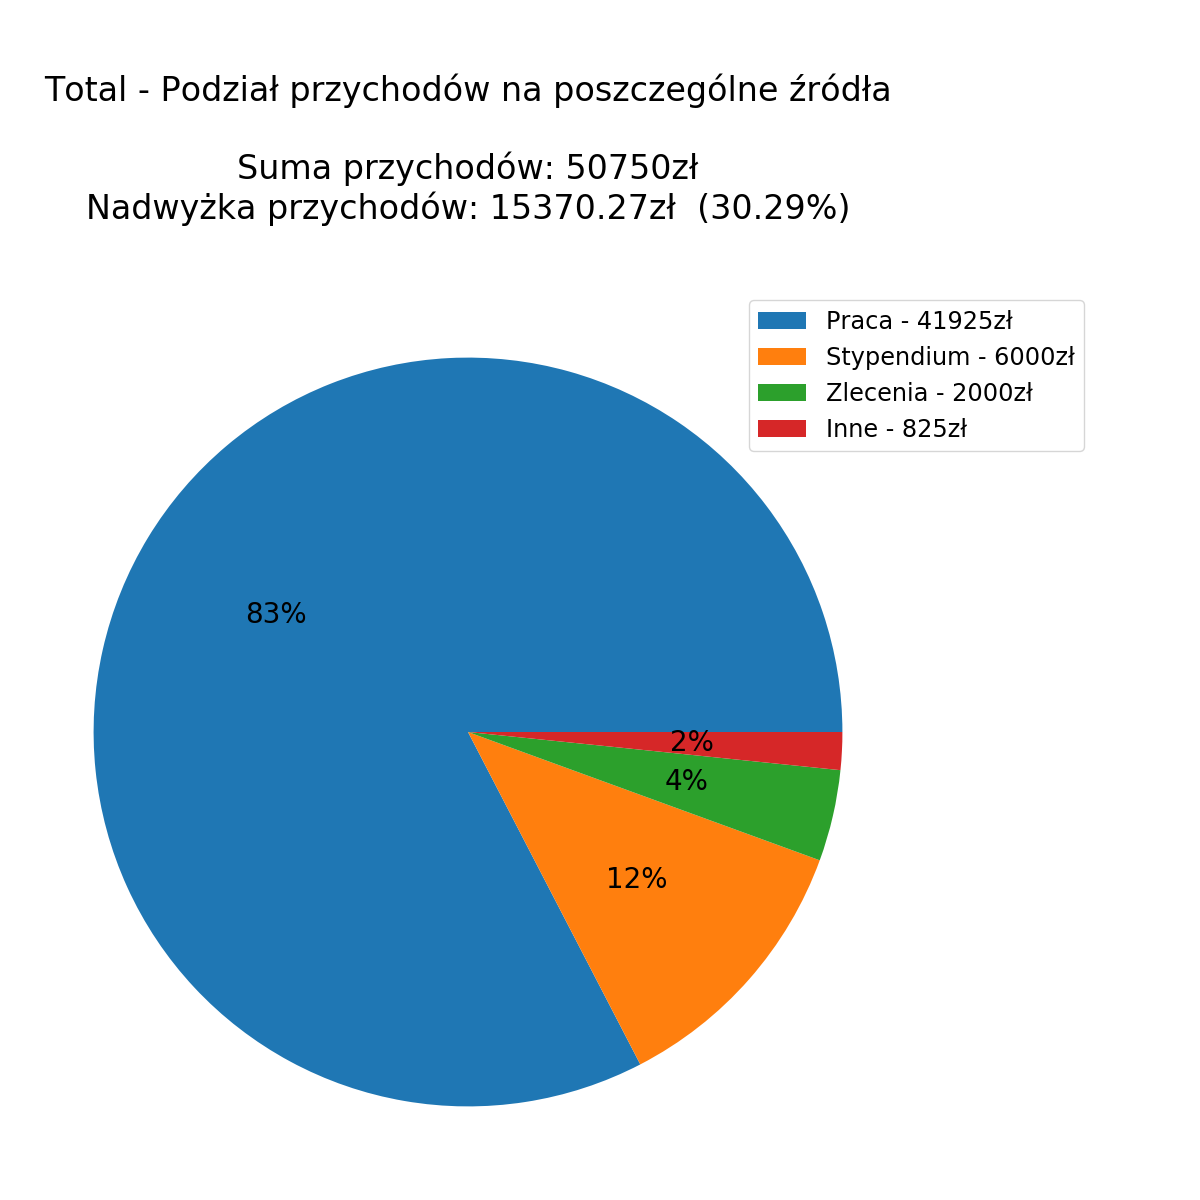 Total - Podział przychodów na poszczególne źródła
Suma przychodów: 50750zł
Nadwyżka przychodów: 15370.27zł  (30.29%)
Praca - 41925zł
Stypendium - 6000zł
Zlecenia - 2000zł
Inne - 825zł
83%
2%
4%
12%